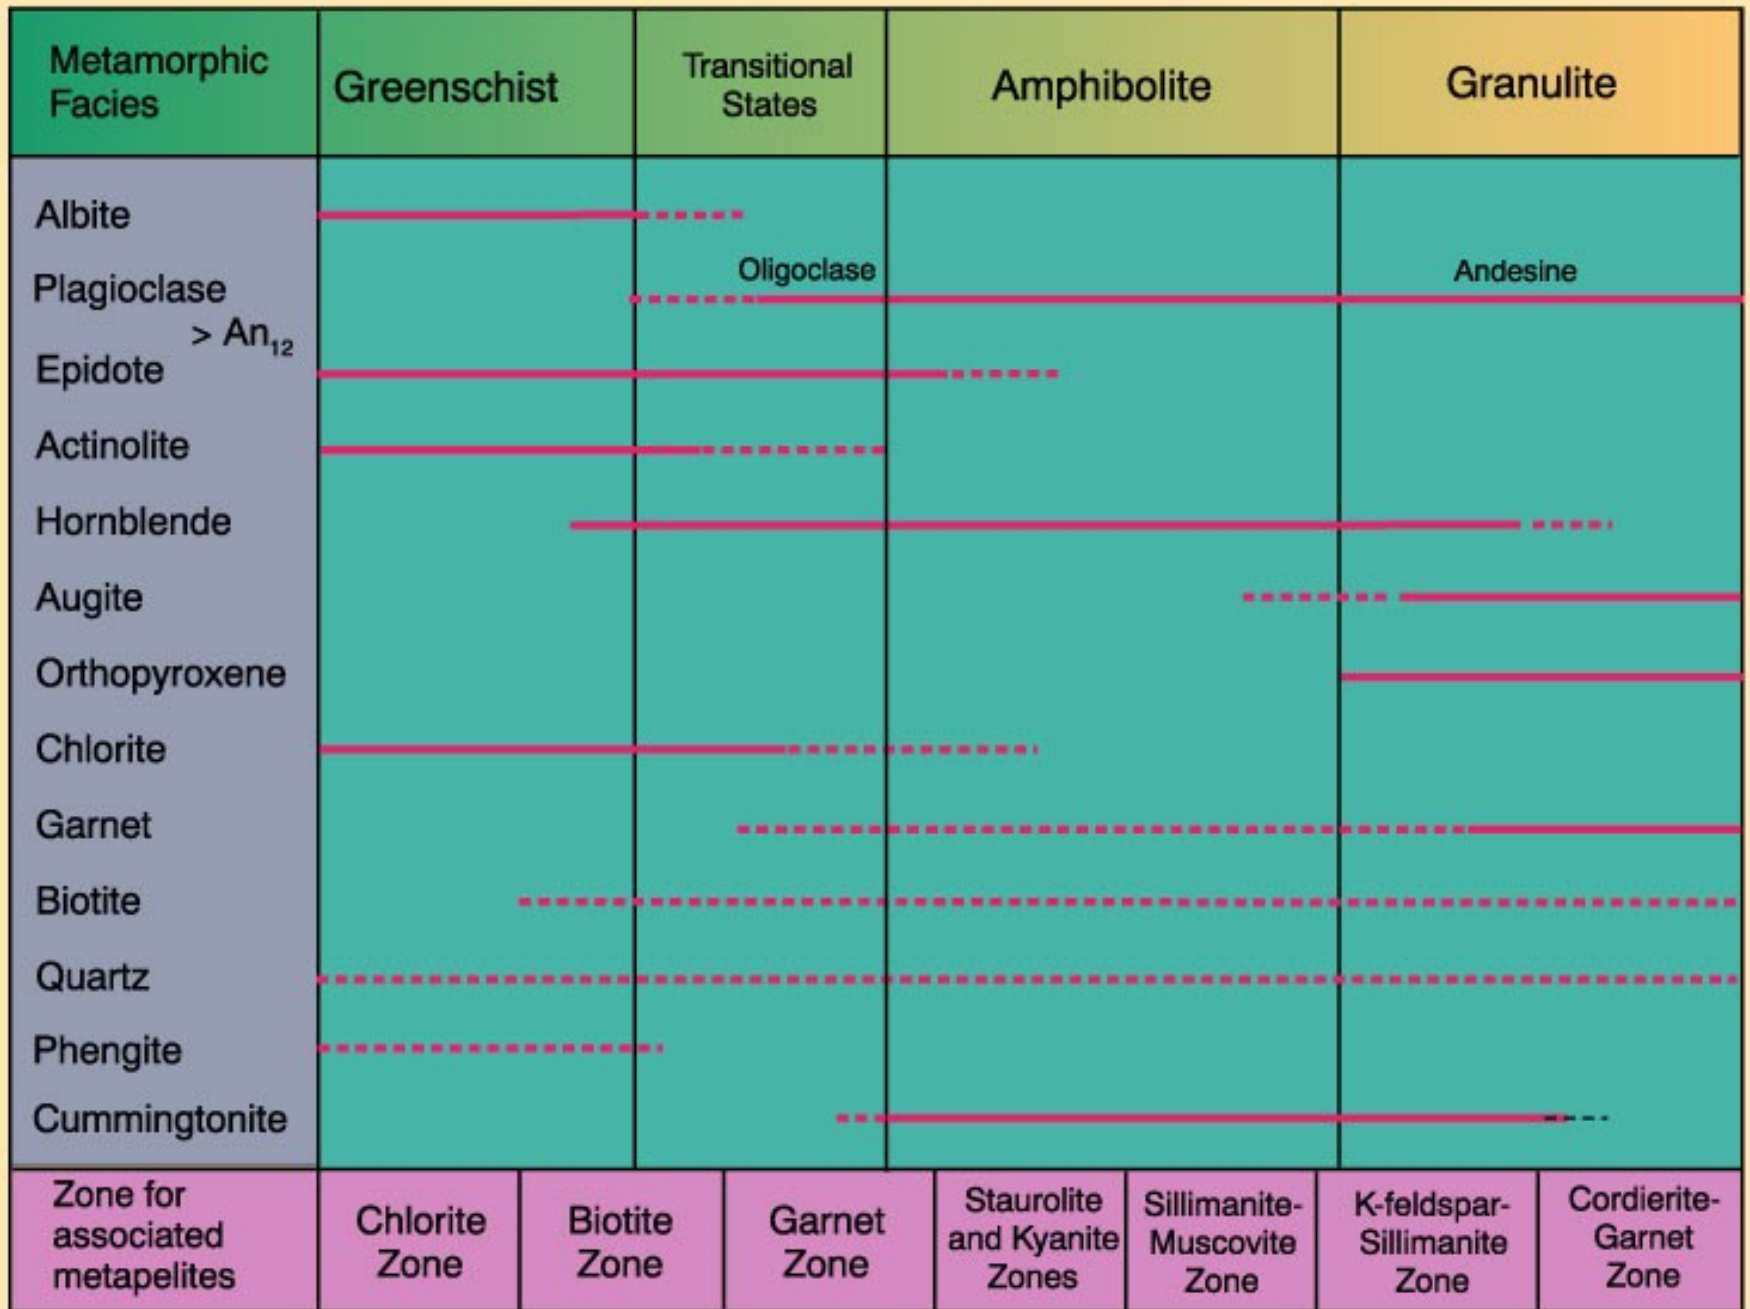 Metamorphic
Facies
Greenschist
Transitional
States
Amphibolite
Granulite
Albite
Oligoclase
Andesine
Plagioclase
> An₁₂
Epidote
Actinolite
Hornblende
Augite
Orthopyroxene
Chlorite
Garnet
Biotite
Quartz
Phengite
Cummingtonite
Zone for
associated
metapelites
Chlorite
Zone
Biotite
Zone
Garnet
Zone
Staurolite
and Kyanite
Zones
Sillimanite-
Muscovite
Zone
K-feldspar-
Sillimanite
Zone
Cordierite-
Garnet
Zone